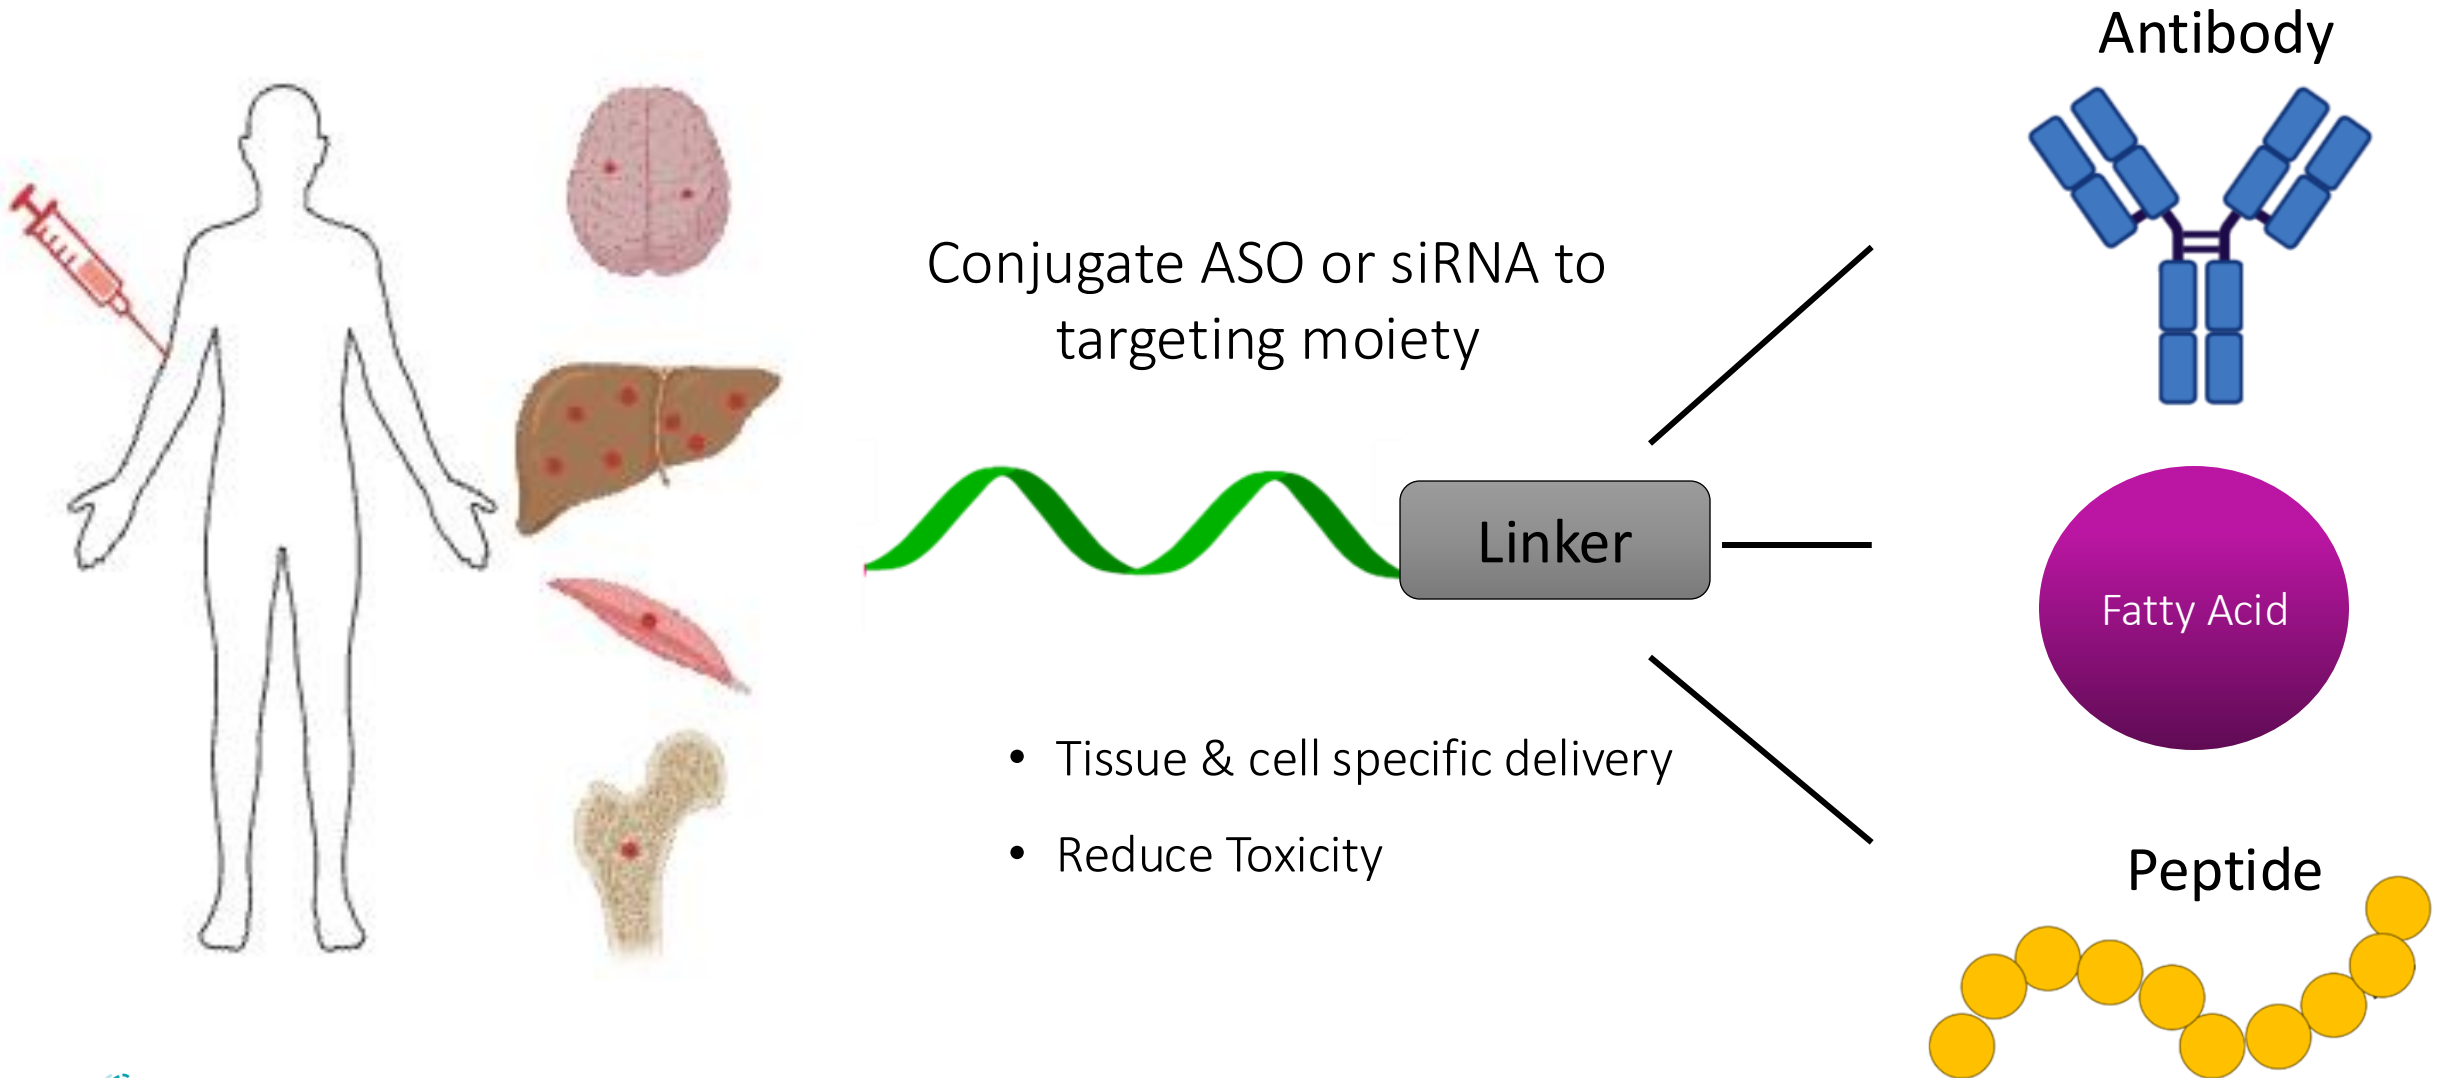 Antibody
Conjugate ASO or siRNA to
targeting moiety
Linker
Fatty Acid
• Tissue & cell specific delivery
• Reduce Toxicity
Peptide